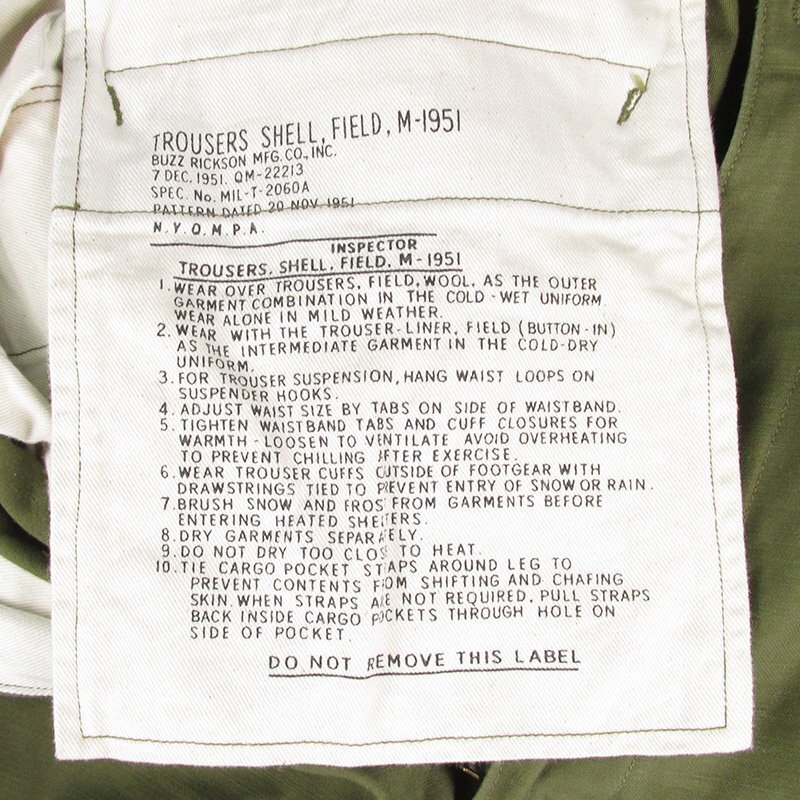 TROUSERS SHELL, FIELD, M-1951
BUZZ RICKSON MFG. CO., INC.
7 DEC. 1951. QM-22213
SPEC. No. MIL-T-2060A
PATTERN DATED 20 NOV. 1951
N.Y.Q.M.P.A.
INSPECTOR
TROUSERS, SHELL, FIELD, M-1951
1. WEAR OVER TROUSERS, FIELD, WOOL, AS THE OUTER
GARMENT COMBINATION IN THE COLD-WET UNIFORM.
WEAR ALONE IN MILD WEATHER.
2. WEAR WITH THE TROUSER-LINER, FIELD (BUTTON-IN)
AS THE INTERMEDIATE GARMENT IN THE COLD-DRY
UNIFORM.
3. FOR TROUSER SUSPENSION, HANG WAIST LOOPS ON
SUSPENDER HOOKS.
4. ADJUST WAIST SIZE BY TABS ON SIDE OF WAISTBAND.
5. TIGHTEN WAISTBAND TABS AND CUFF CLOSURES FOR
WARMTH - LOOSEN TO VENTILATE AVOID OVERHEATING
TO PREVENT CHILLING AFTER EXERCISE.
6. WEAR TROUSER CUFFS OUTSIDE OF FOOTGEAR WITH
DRAWSTRINGS TIED TO PREVENT ENTRY OF SNOW OR RAIN.
7. BRUSH SNOW AND FROST FROM GARMENTS BEFORE
ENTERING HEATED SHELTERS.
8. DRY GARMENTS SEPARATELY.
9. DO NOT DRY TOO CLOSE TO HEAT.
10. TIE CARGO POCKET STRAPS AROUND LEG TO
PREVENT CONTENTS FROM SHIFTING AND CHAFING
SKIN. WHEN STRAPS ARE NOT REQUIRED, PULL STRAPS
BACK INSIDE CARGO POCKETS THROUGH HOLE ON
SIDE OF POCKET.
DO NOT REMOVE THIS LABEL